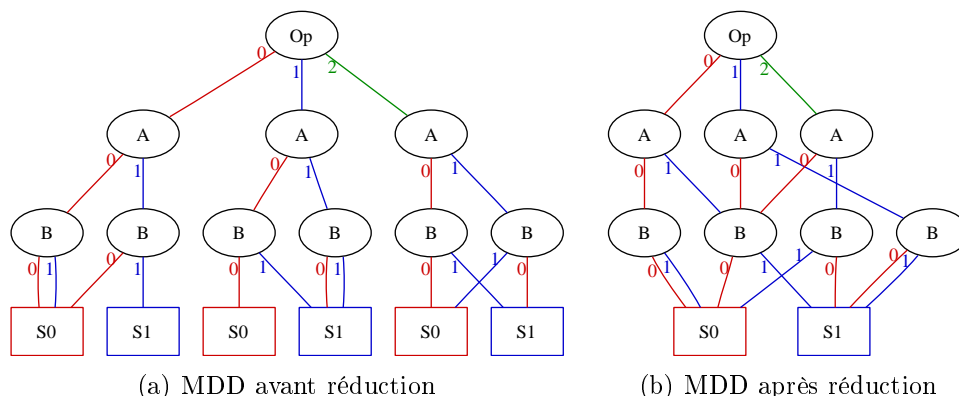 Op Op
0 1 2 0 1 2
A A A A A A
0 1 0 1 0 1 0 1 0 1 0 1
B B B B B B B B B B
0 1 0 1 0 1 0 1 0 1 0 1 0 1 0 1 1 0 0 1
S0 S1 S0 S1 S0 S1 S0 S1
(a) MDD avant réduction (b) MDD après réduction